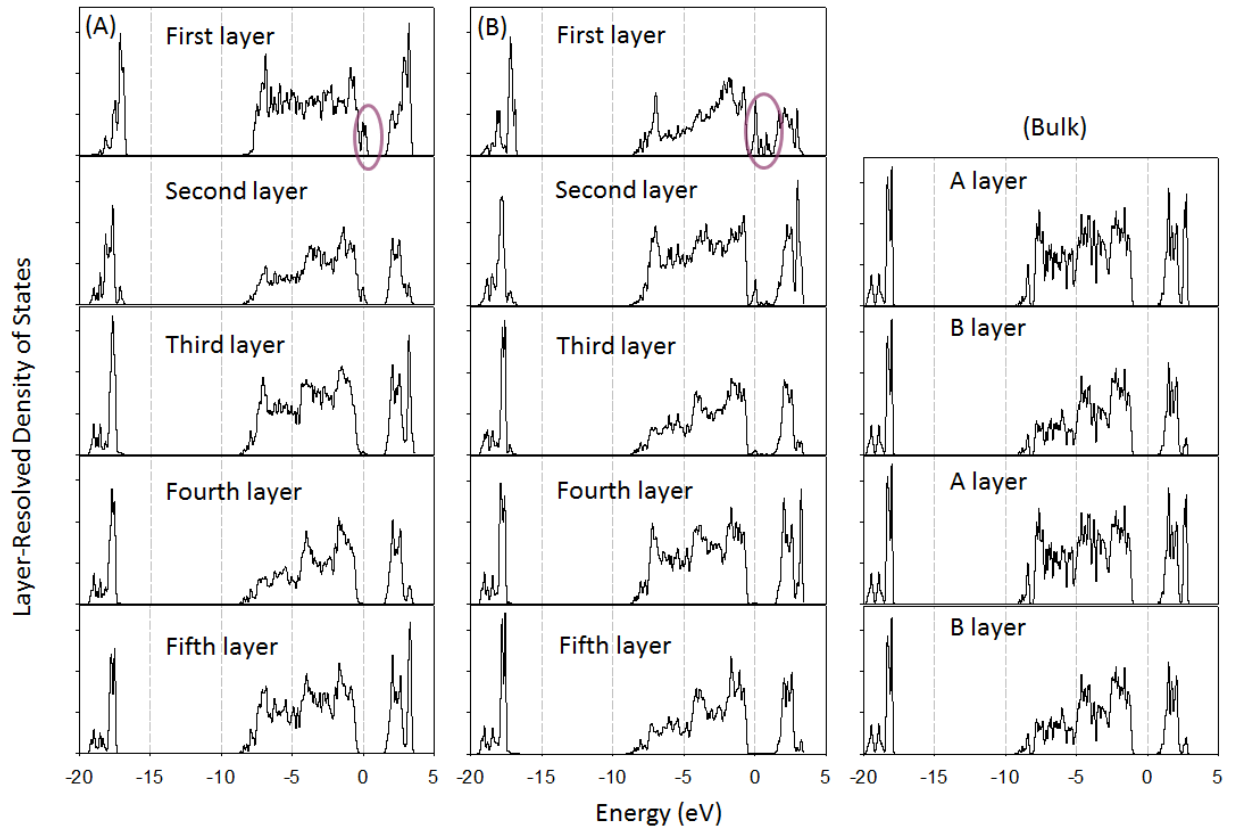 (A)
First layer
Second layer
Third layer
Fourth layer
Fifth layer
(B)
First layer
Second layer
Third layer
Fourth layer
Fifth layer
(Bulk)
A layer
B layer
A layer
B layer
Layer-Resolved Density of States
-20 -15 -10 -5 0 5
-20 -15 -10 -5 0 5
-20 -15 -10 -5 0 5
Energy (eV)